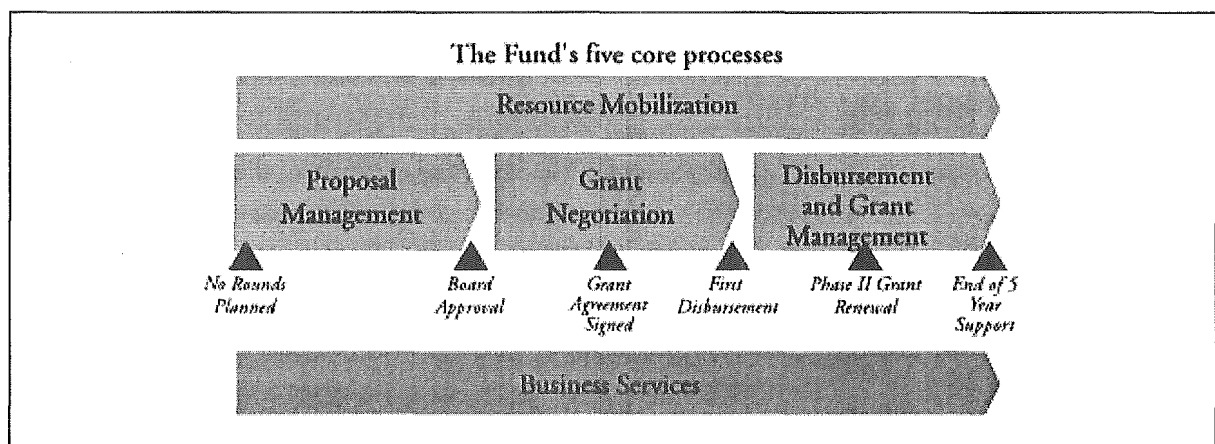 The Fund's five core processes
Resource Mobilization
Proposal
Management
Grant
Negotiation
Disbursement
and Grant
Management
No Rounds
Planned
Board
Approval
Grant
Agreement
Signed
First
Disbursement
Phase II Grant
Renewal
End of 5
Year
Support
Business Services